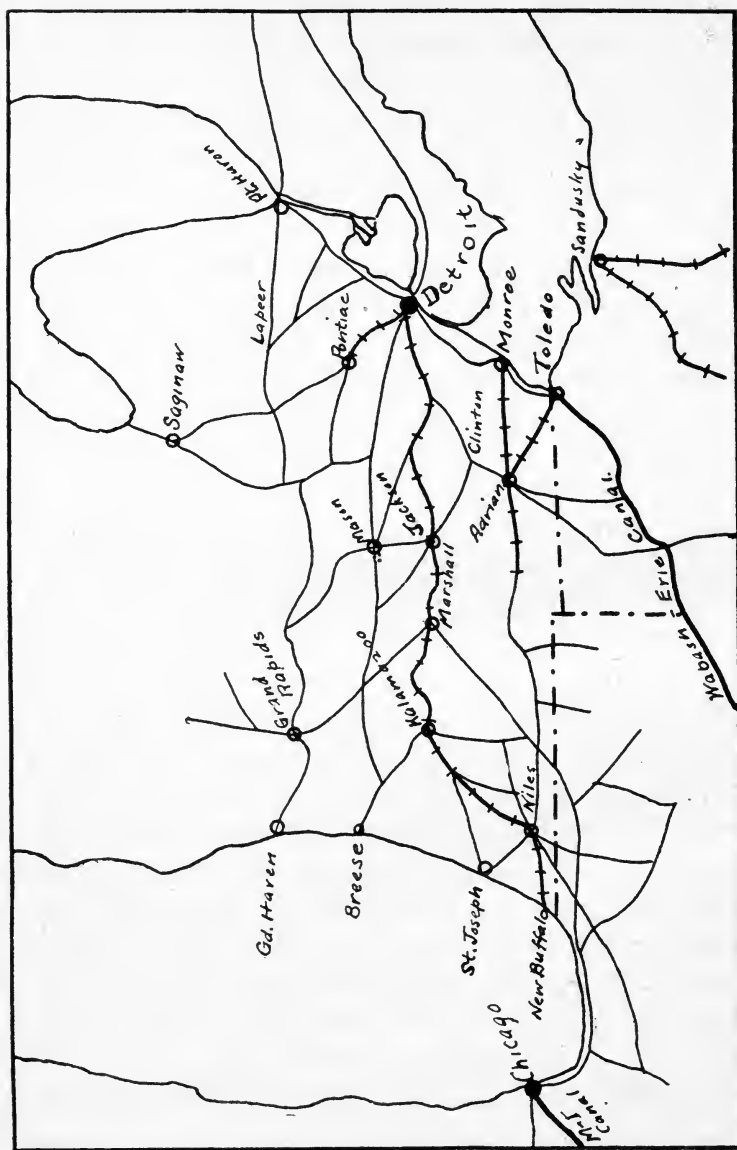 Saginaw
Lapeer
Pt. Huron
Pontiac
Detroit
Grand
Rapids
Gd. Haven
Mason
Jackson
Breese
Kalamazoo
Marshall
Clinton
Monroe
Adrian
Toledo
Sandusky
St. Joseph
Niles
New Buffalo
Chicago
M-I
Canal
Wabash
Erie
Canal.